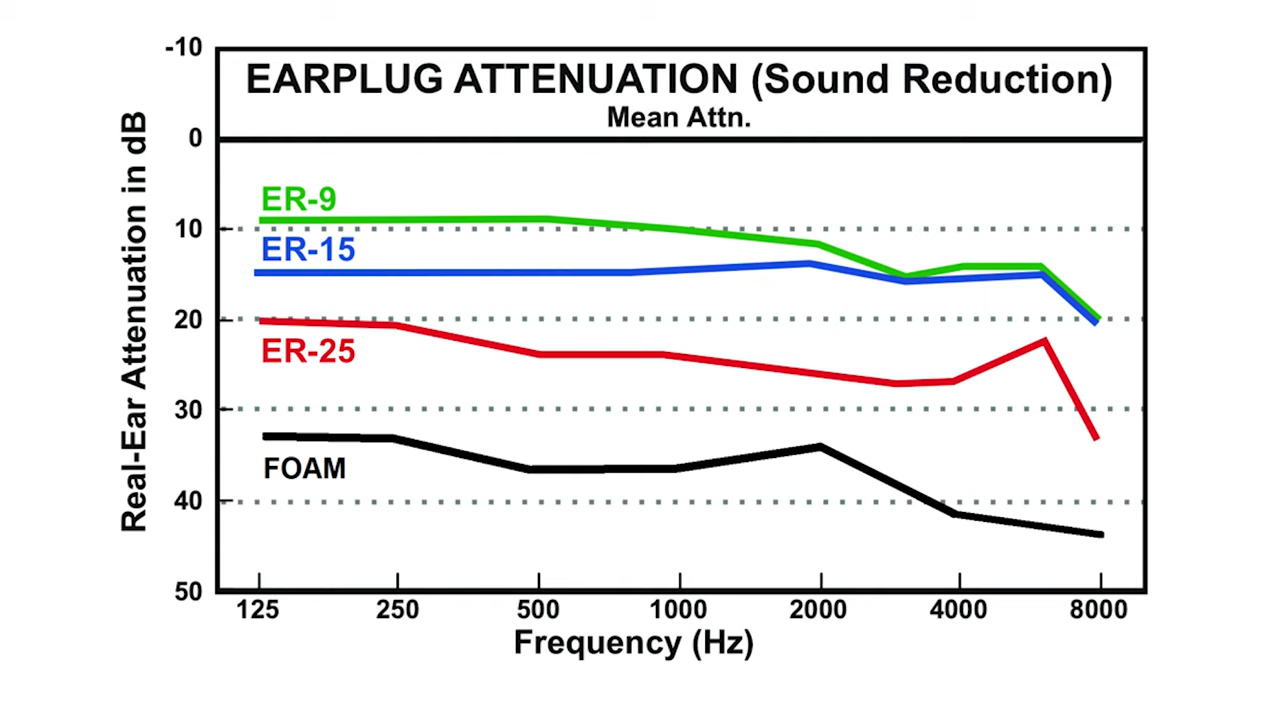 EARPLUG ATTENUATION (Sound Reduction)
Mean Attn.
Real-Ear Attenuation in dB
-10
0
10
20
30
40
50
ER-9
ER-15
ER-25
FOAM
125 250 500 1000 2000 4000 8000
Frequency (Hz)